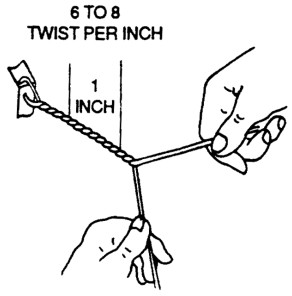 6 TO 8
TWIST PER INCH
1
INCH